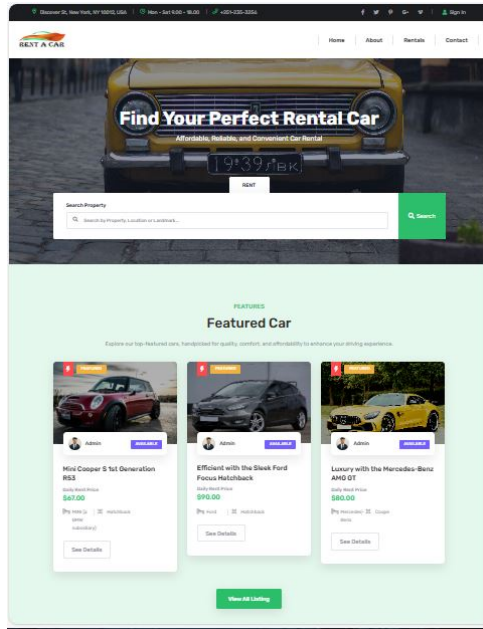 Discover St, New York, NY 10012, USA
Mon - Sat 9.00 - 18.00
Sign In
RENT A CAR
Home About Rentals Contact
Find Your Perfect Rental Car
Affordable, Reliable, and Convenient Car Rental
RENT
Search Property
Search by Property, Location or Landmark...
Search
FEATURES
Featured Car
Explore our top-featured cars, handpicked for quality, comfort, and affordability to enhance your driving experience.
FEATURED
Admin
AVAILABLE
Mini Cooper S 1st Generation
R53
Daily Rent Price
$67.00
MINI (a BMW subsidiary)
Hatchback
See Details
FEATURED
Admin
AVAILABLE
Efficient with the Sleek Ford
Focus Hatchback
Daily Rent Price
$90.00
Ford
Hatchback
See Details
FEATURED
Admin
AVAILABLE
Luxury with the Mercedes-Benz
AMG GT
Daily Rent Price
$80.00
Coupe
See Details
View All Listing